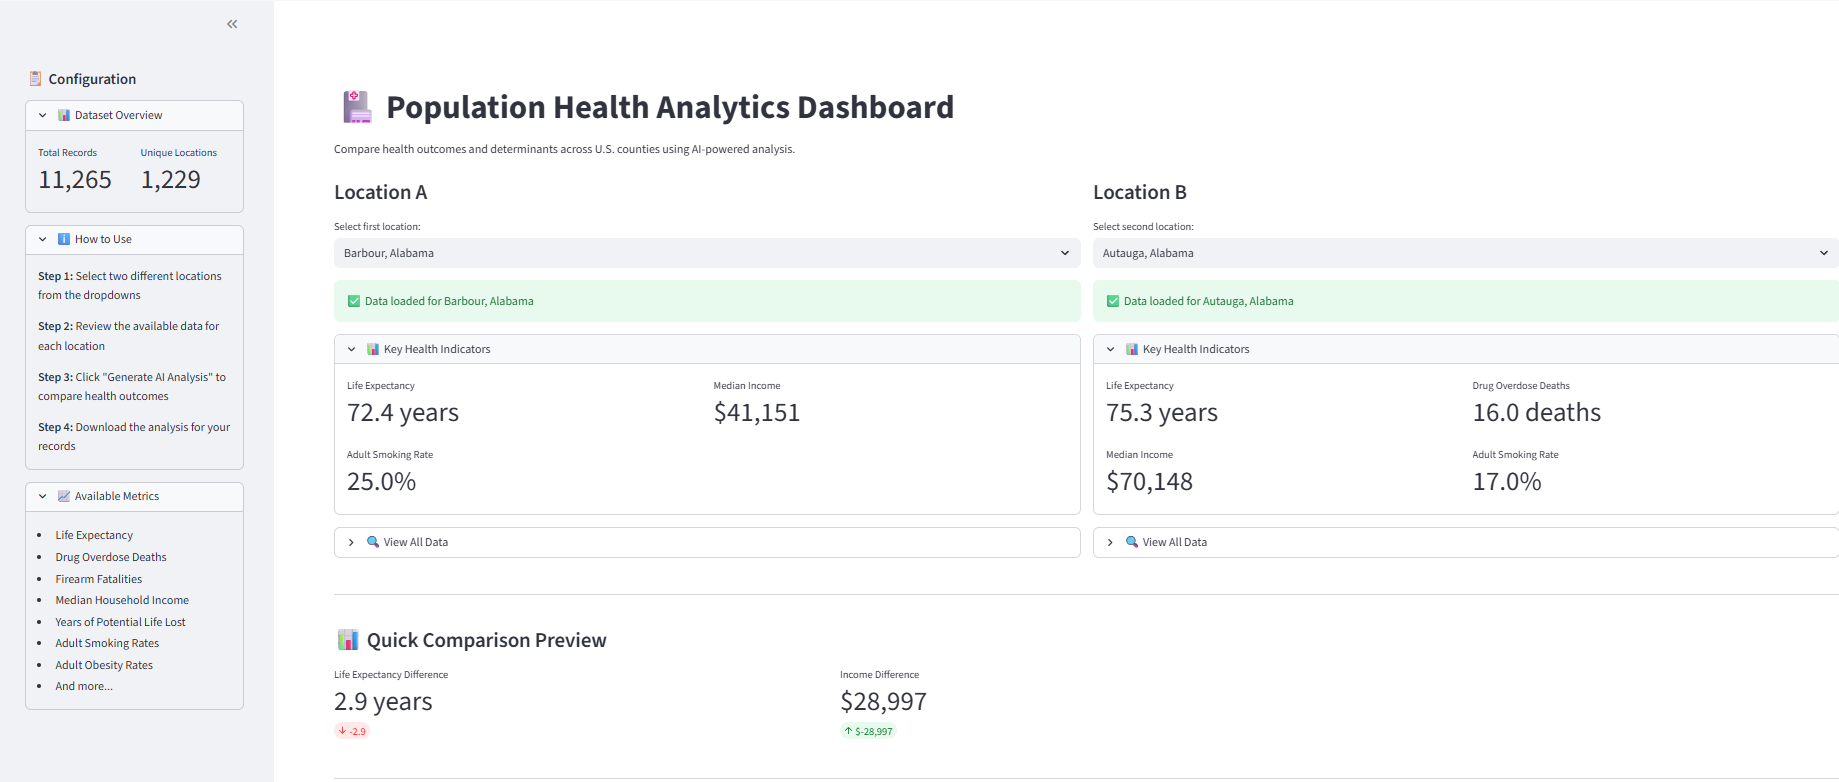 Configuration
Dataset Overview
Total Records
Unique Locations
11,265
1,229
How to Use
Step 1: Select two different locations
from the dropdowns
Step 2: Review the available data for
each location
Step 3: Click "Generate AI Analysis" to
compare health outcomes
Step 4: Download the analysis for your
records
Available Metrics
Life Expectancy
Drug Overdose Deaths
Firearm Fatalities
Median Household Income
Years of Potential Life Lost
Adult Smoking Rates
Adult Obesity Rates
And more...
Population Health Analytics Dashboard
Compare health outcomes and determinants across U.S. counties using AI-powered analysis.
Location A
Select first location:
Barbour, Alabama
Data loaded for Barbour, Alabama
Key Health Indicators
Life Expectancy
Median Income
72.4 years
$41,151
Adult Smoking Rate
25.0%
View All Data
Location B
Select second location:
Autauga, Alabama
Data loaded for Autauga, Alabama
Key Health Indicators
Life Expectancy
Drug Overdose Deaths
75.3 years
16.0 deaths
Median Income
Adult Smoking Rate
$70,148
17.0%
View All Data
Quick Comparison Preview
Life Expectancy Difference
Income Difference
2.9 years
$28,997
↓ -2.9
↑ $-28,997